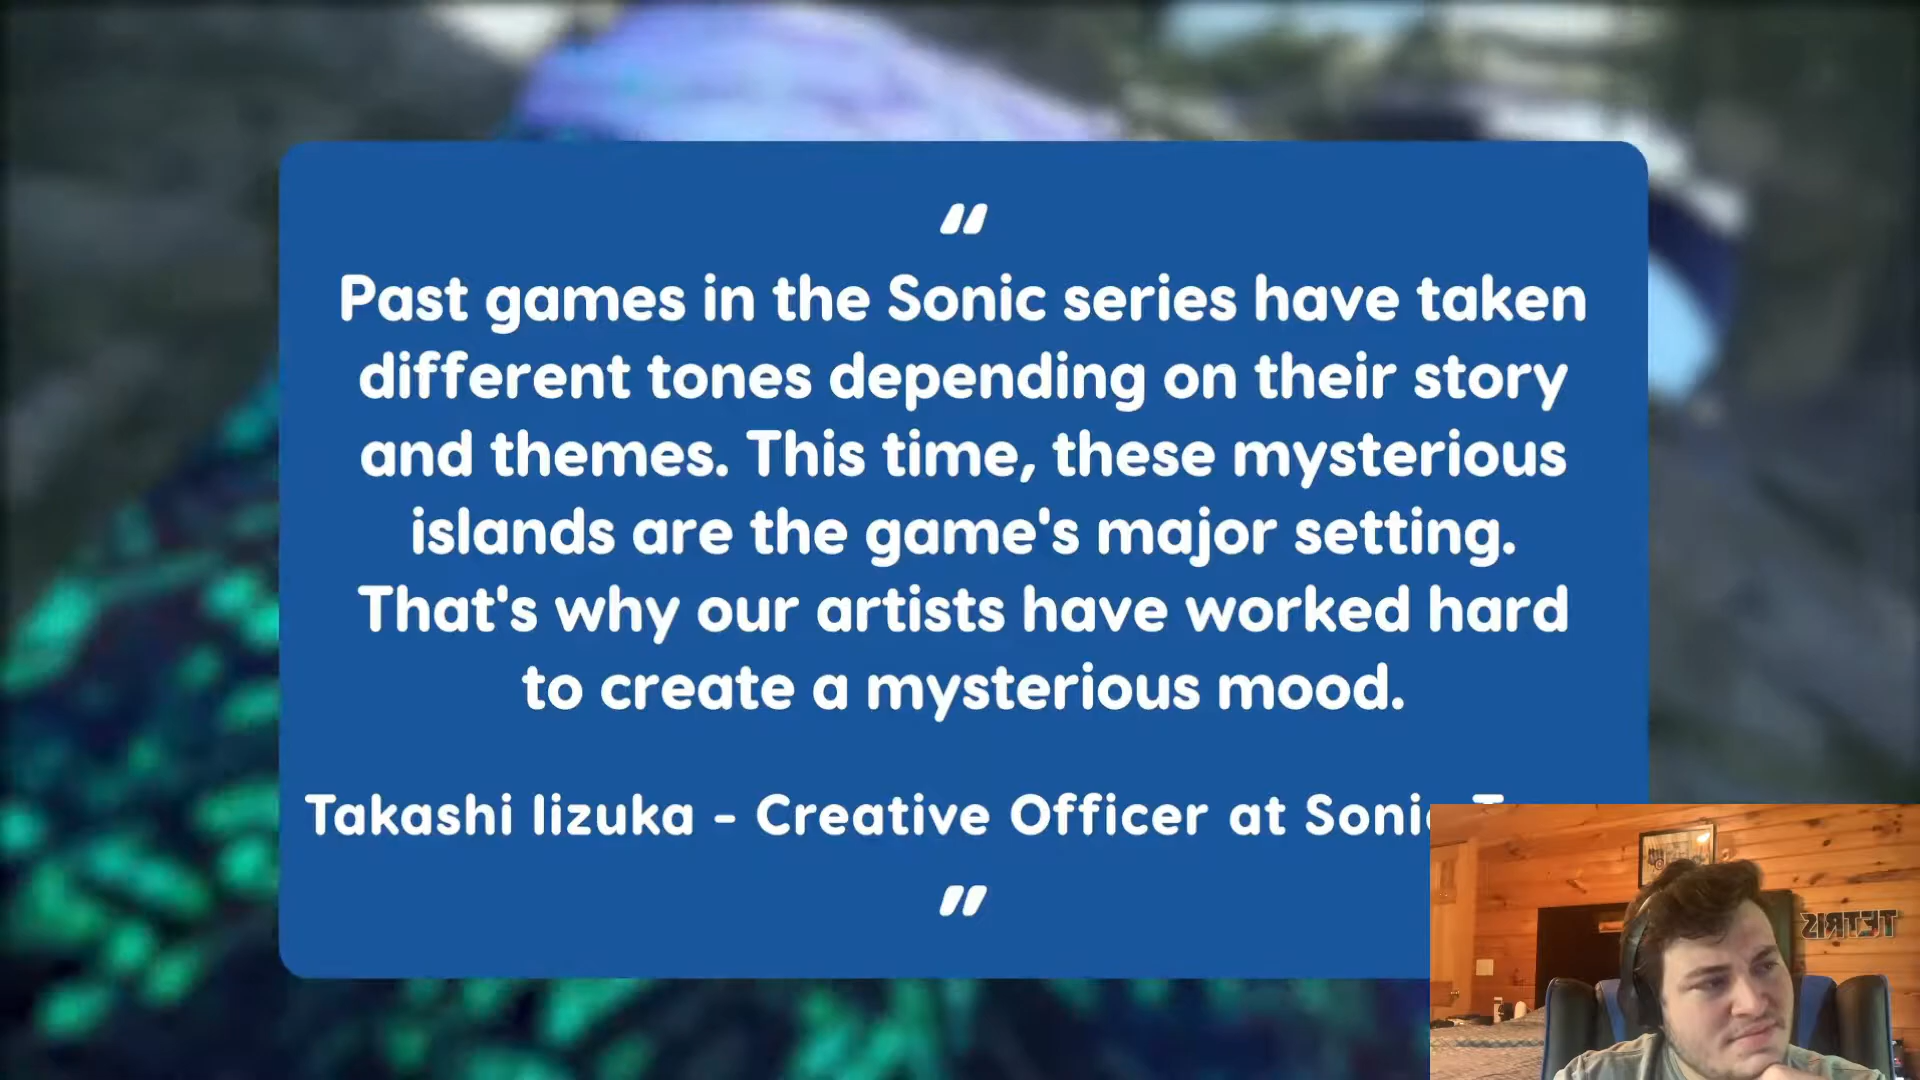 "
Past games in the Sonic series have taken
different tones depending on their story
and themes. This time, these mysterious
islands are the game's major setting.
That's why our artists have worked hard
to create a mysterious mood.
Takashi Iizuka - Creative Officer at Sonic
"
TETRIS